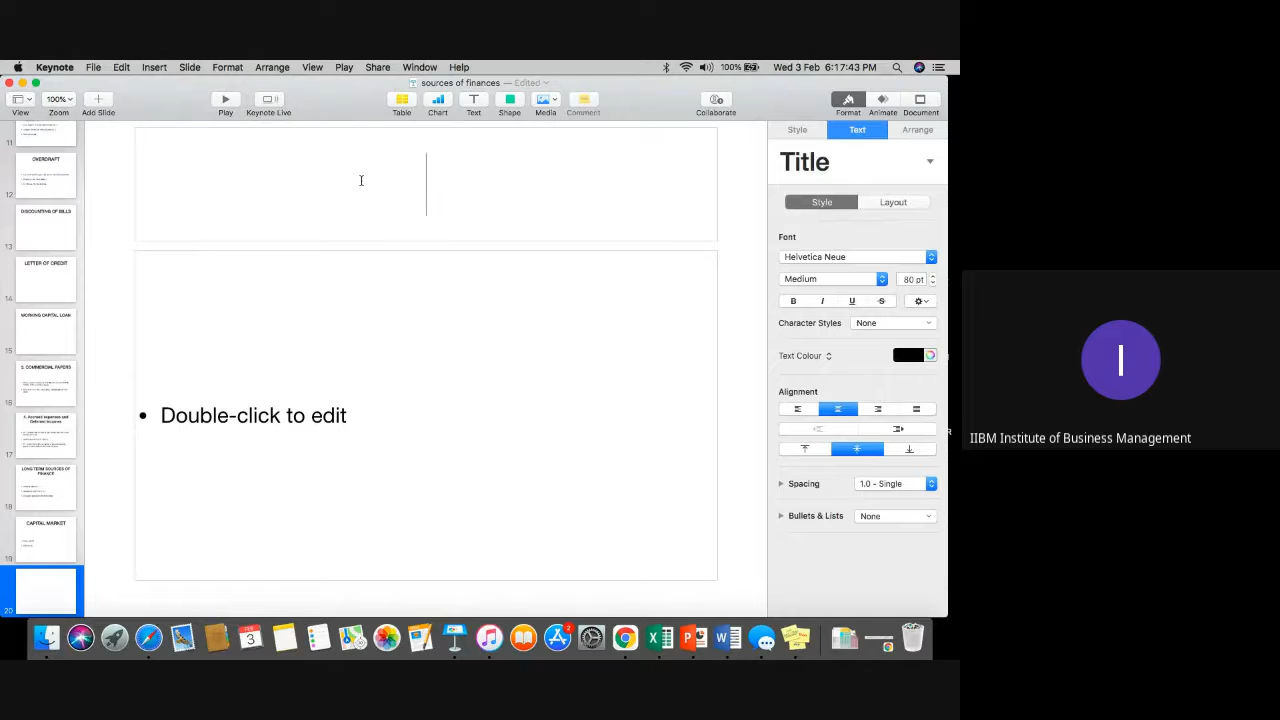 Keynote File Edit Insert Slide Format Arrange View Play Share Window Help 100% Wed 3 Feb 6:17:43 PM
sources of finances — Edited
100%
View Zoom Add Slide Play Keynote Live Table Chart Text Shape Media Comment Collaborate Format Animate Document
Style Text Arrange
Title
Style Layout
Font
Helvetica Neue
Medium 80 pt
B I U S
Character Styles None
Text Colour
Alignment
Spacing 1.0 - Single
Bullets & Lists None
11
OVERDRAFT
12
DISCOUNTING OF BILLS
13
LETTER OF CREDIT
14
WORKING CAPITAL LOAN
15
3. COMMERCIAL PAPERS
16
17
LONG TERM SOURCES OF
FINANCE
18
CAPITAL MARKET
19
20
• Double-click to edit
I
IIBM Institute of Business Management
FEB
3
2